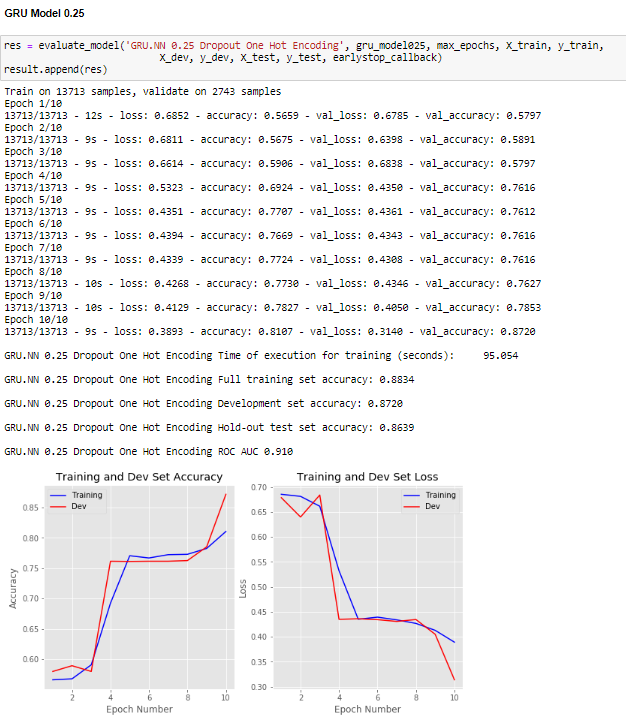 GRU Model 0.25
res = evaluate_model('GRU.NN 0.25 Dropout One Hot Encoding', gru_model025, max_epochs, X_train, y_train,
X_dev, y_dev, X_test, y_test, earlystop_callback)
result.append(res)
Train on 13713 samples, validate on 2743 samples
Epoch 1/10
13713/13713 - 12s - loss: 0.6852 - accuracy: 0.5659 - val_loss: 0.6785 - val_accuracy: 0.5797
Epoch 2/10
13713/13713 - 9s - loss: 0.6811 - accuracy: 0.5675 - val_loss: 0.6398 - val_accuracy: 0.5891
Epoch 3/10
13713/13713 - 9s - loss: 0.6614 - accuracy: 0.5906 - val_loss: 0.6838 - val_accuracy: 0.5797
Epoch 4/10
13713/13713 - 9s - loss: 0.5323 - accuracy: 0.6924 - val_loss: 0.4350 - val_accuracy: 0.7616
Epoch 5/10
13713/13713 - 9s - loss: 0.4351 - accuracy: 0.7707 - val_loss: 0.4361 - val_accuracy: 0.7612
Epoch 6/10
13713/13713 - 9s - loss: 0.4394 - accuracy: 0.7669 - val_loss: 0.4343 - val_accuracy: 0.7616
Epoch 7/10
13713/13713 - 9s - loss: 0.4339 - accuracy: 0.7724 - val_loss: 0.4308 - val_accuracy: 0.7616
Epoch 8/10
13713/13713 - 10s - loss: 0.4268 - accuracy: 0.7730 - val_loss: 0.4346 - val_accuracy: 0.7627
Epoch 9/10
13713/13713 - 10s - loss: 0.4129 - accuracy: 0.7827 - val_loss: 0.4050 - val_accuracy: 0.7853
Epoch 10/10
13713/13713 - 9s - loss: 0.3893 - accuracy: 0.8107 - val_loss: 0.3140 - val_accuracy: 0.8720
GRU.NN 0.25 Dropout One Hot Encoding Time of execution for training (seconds): 95.054
GRU.NN 0.25 Dropout One Hot Encoding Full training set accuracy: 0.8834
GRU.NN 0.25 Dropout One Hot Encoding Development set accuracy: 0.8720
GRU.NN 0.25 Dropout One Hot Encoding Hold-out test set accuracy: 0.8639
GRU.NN 0.25 Dropout One Hot Encoding ROC AUC 0.910
Training and Dev Set Accuracy
Training
Dev
0.85
0.80
0.75
0.70
0.65
0.60
Accuracy
2 4 6 8 10
Epoch Number
Training and Dev Set Loss
Training
Dev
0.70
0.65
0.60
0.55
0.50
0.45
0.40
0.35
0.30
Loss
2 4 6 8 10
Epoch Number